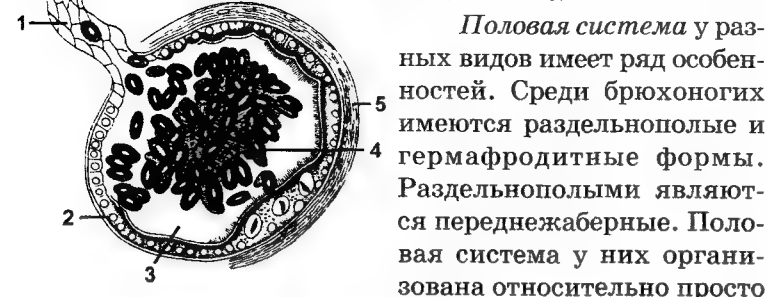 1
2
3
4
5
Половая система у раз-
ных видов имеет ряд особен-
ностей. Среди брюхоногих
имеются раздельнополые и
гермафродитные формы.
Раздельнополыми являют-
ся переднежаберные. Поло-
вая система у них органи-
зована относительно просто